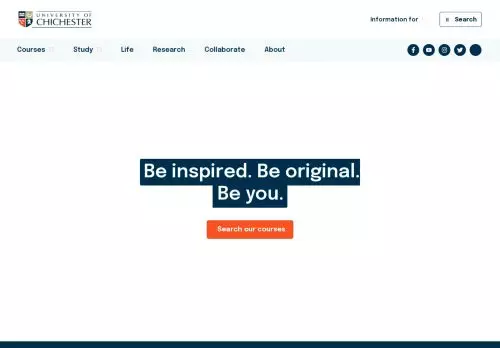 UNIVERSITY OF
CHICHESTER
Information for
Search
Courses
Study
Life
Research
Collaborate
About
Be inspired. Be original.
Be you.
Search our courses